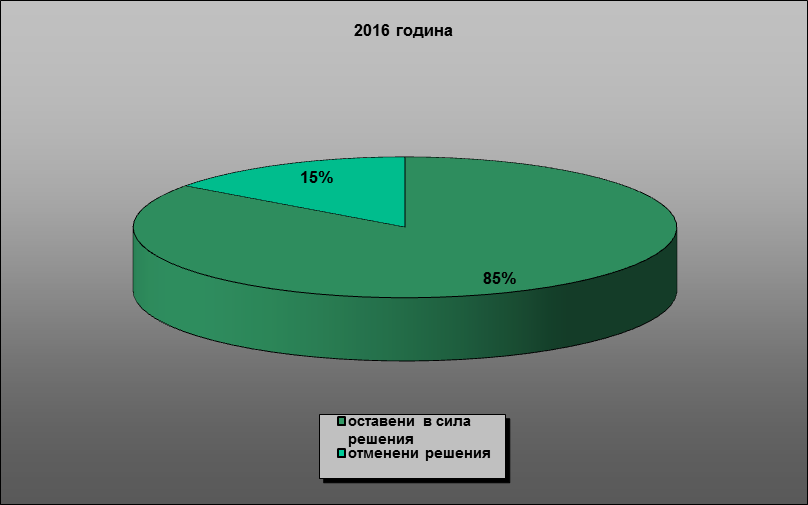 2016 година
15%
85%
оставени в сила
решения
отменени решения